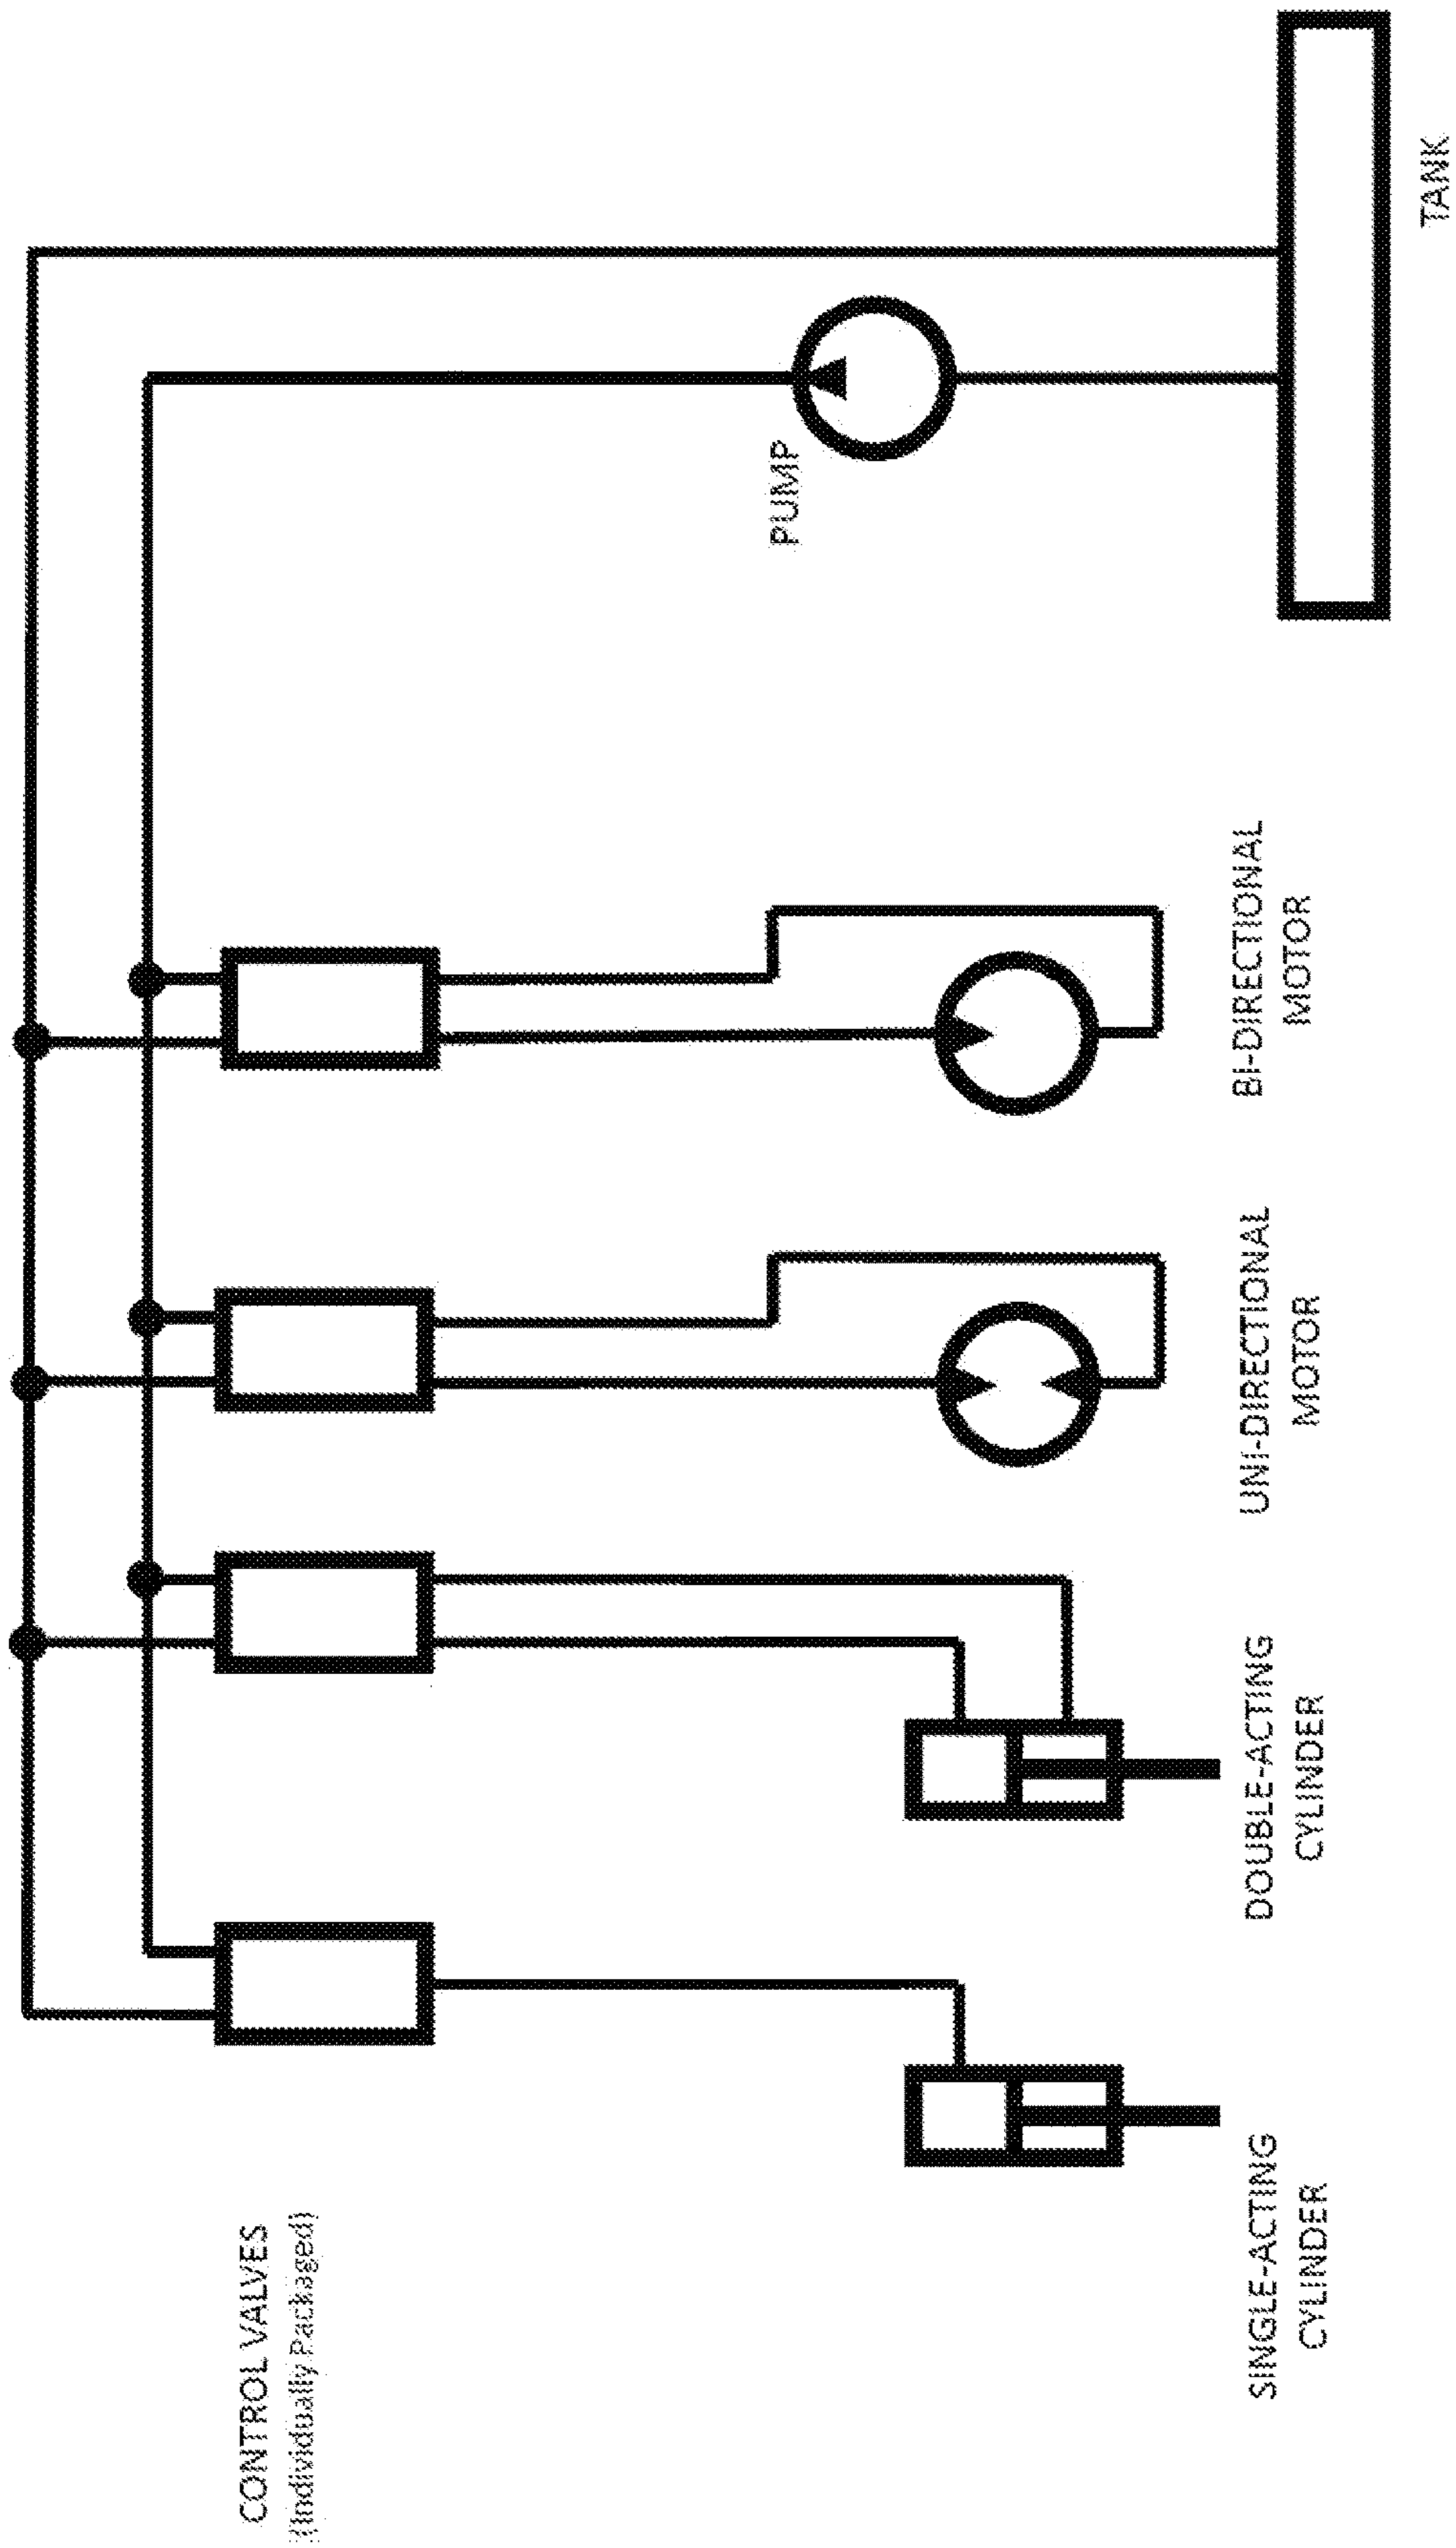 CONTROL VALVES
(Individually Packaged)
SINGLE-ACTING
CYLINDER
DOUBLE-ACTING
CYLINDER
UNI-DIRECTIONAL
MOTOR
BI-DIRECTIONAL
MOTOR
PUMP
TANK